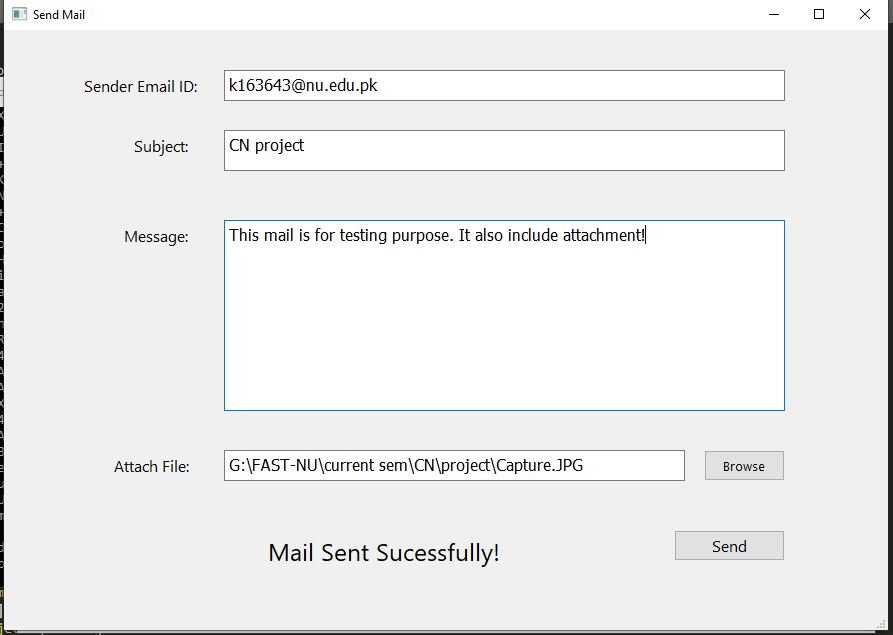 Send Mail
Sender Email ID: k163643@nu.edu.pk
Subject: CN project
Message: This mail is for testing purpose. It also include attachment!
Attach File: G:\FAST-NU\current sem\CN\project\Capture.JPG Browse
Mail Sent Sucessfully! Send